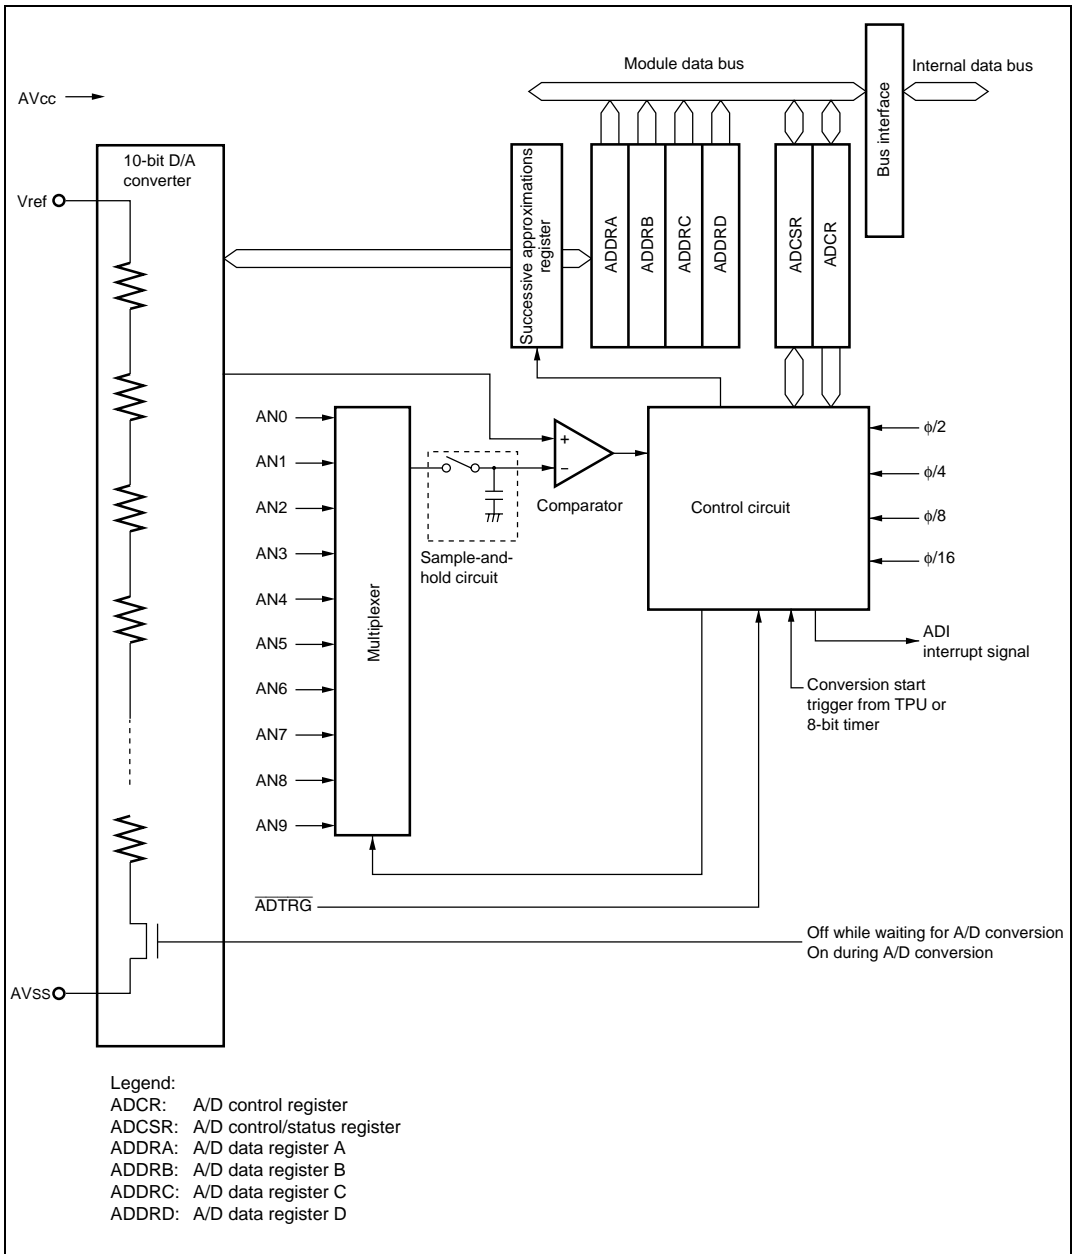 Module data bus
Internal data bus
Bus interface
AVcc
10-bit D/A
converter
Vref
Successive approximations
register
ADDRA
ADDRB
ADDRC
ADDRD
ADCSR
ADCR
AN0
AN1
AN2
AN3
AN4
AN5
AN6
AN7
AN8
AN9
Multiplexer
+
−
Comparator
Sample-and-
hold circuit
Control circuit
ϕ/2
ϕ/4
ϕ/8
ϕ/16
ADI
interrupt signal
Conversion start
trigger from TPU or
8-bit timer
ADTRG
Off while waiting for A/D conversion
On during A/D conversion
AVSS
Legend:
ADCR: A/D control register
ADCSR: A/D control/status register
ADDRA: A/D data register A
ADDRB: A/D data register B
ADDRC: A/D data register C
ADDRD: A/D data register D